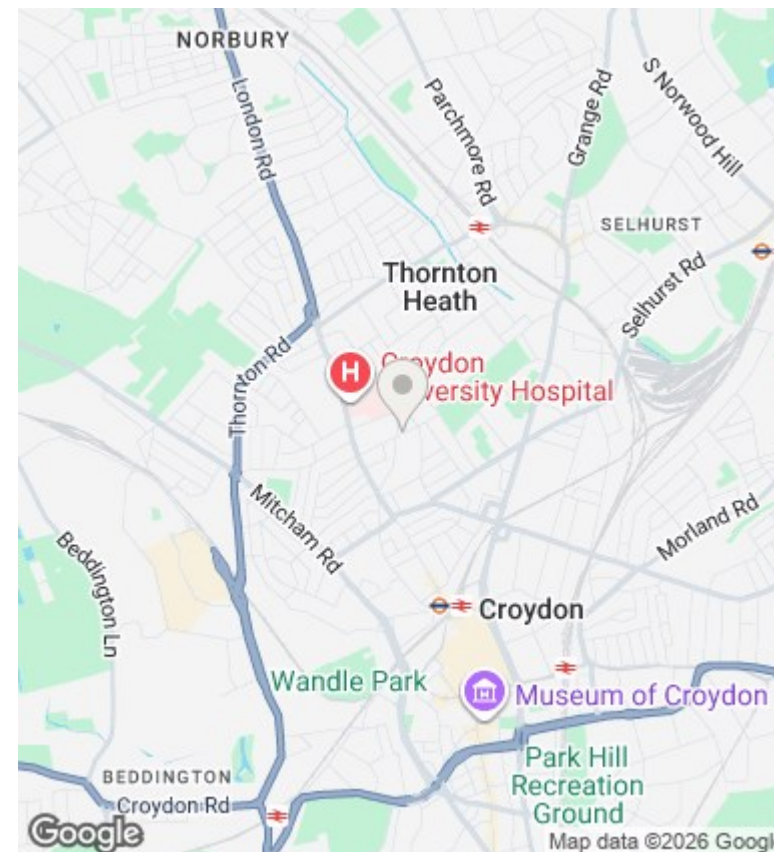 NORBURY
London Rd
Parchmore Rd
Grange Rd
S Norwood Hill
SELHURST
Thornton
Heath
Selhurst Rd
Thornton Rd
H
Croydon
versity Hospital
Mitcham Rd
Morland Rd
Beddington Ln
Croydon
Wandle Park
Museum of Croydon
Park Hill
Recreation
Ground
BEDDINGTON
Croydon Rd
Google
Map data ©2026 Googl